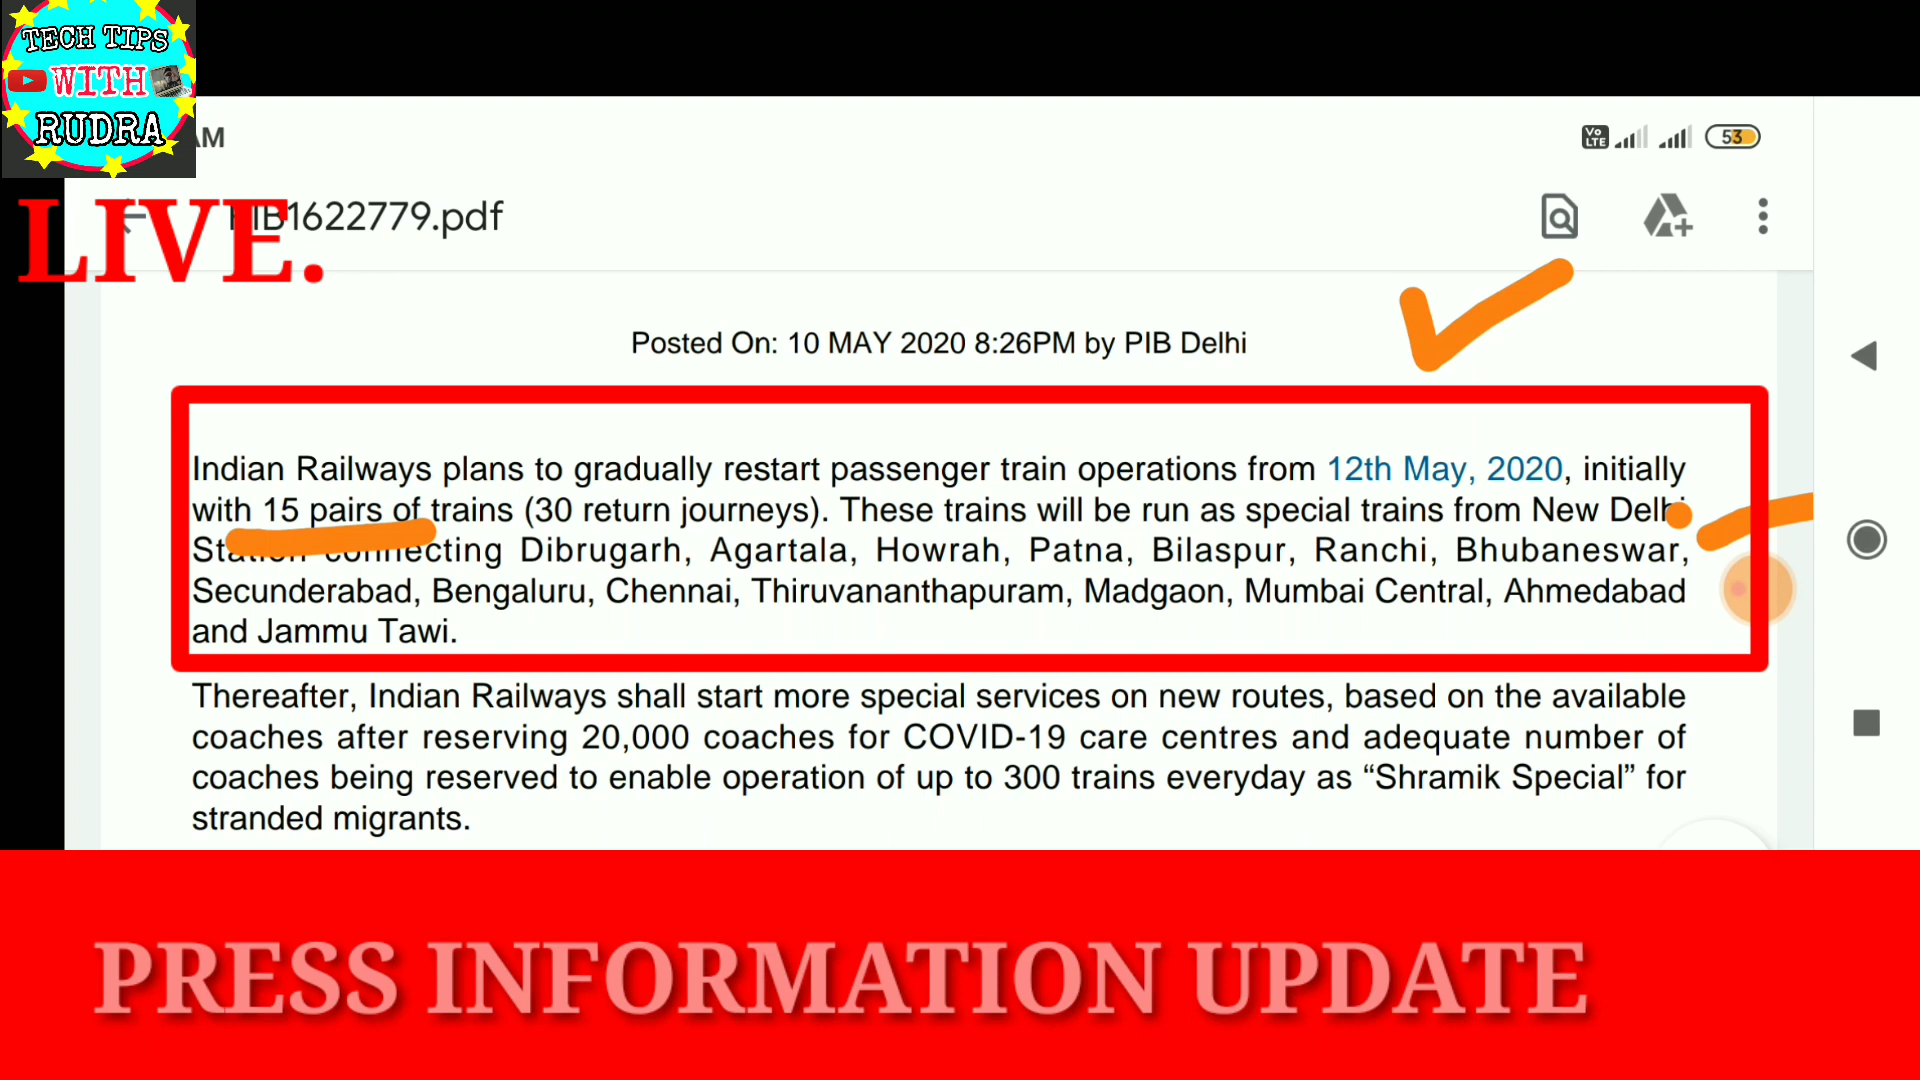 TECH TIPS
WITH
RUDRA
AM
Vo LTE
53
LIVE.
PIB1622779.pdf
Posted On: 10 MAY 2020 8:26PM by PIB Delhi
Indian Railways plans to gradually restart passenger train operations from 12th May, 2020, initially
with 15 pairs of trains (30 return journeys). These trains will be run as special trains from New Delhi
Station connecting Dibrugarh, Agartala, Howrah, Patna, Bilaspur, Ranchi, Bhubaneswar,
Secunderabad, Bengaluru, Chennai, Thiruvananthapuram, Madgaon, Mumbai Central, Ahmedabad
and Jammu Tawi.
Thereafter, Indian Railways shall start more special services on new routes, based on the available
coaches after reserving 20,000 coaches for COVID-19 care centres and adequate number of
coaches being reserved to enable operation of up to 300 trains everyday as “Shramik Special” for
stranded migrants.
PRESS INFORMATION UPDATE